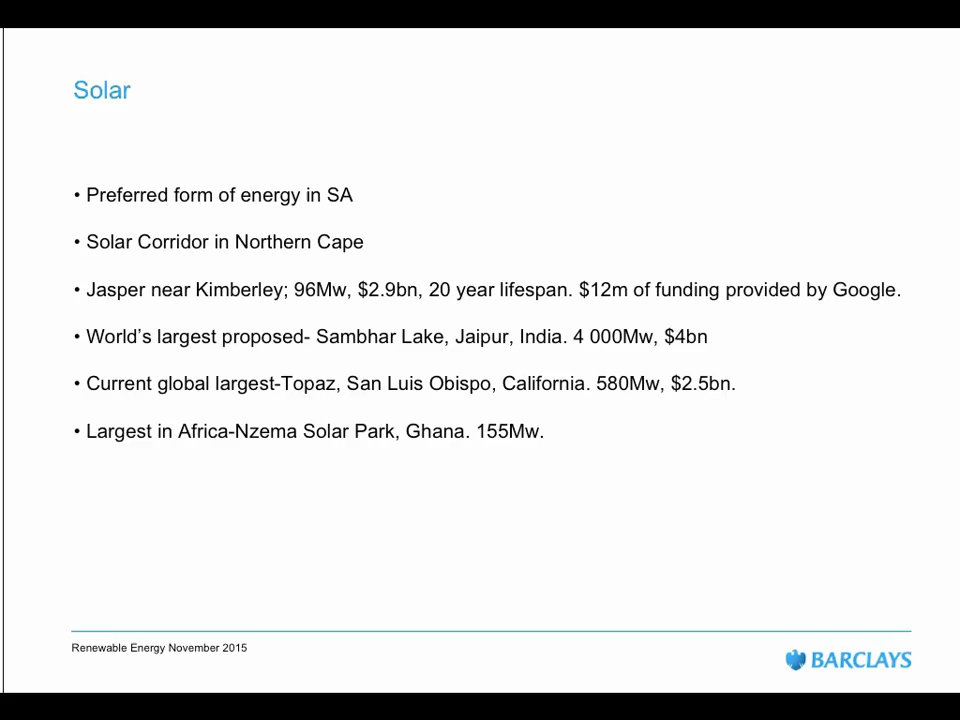 Solar
• Preferred form of energy in SA
• Solar Corridor in Northern Cape
• Jasper near Kimberley; 96Mw, $2.9bn, 20 year lifespan. $12m of funding provided by Google.
• World’s largest proposed- Sambhar Lake, Jaipur, India. 4 000Mw, $4bn
• Current global largest-Topaz, San Luis Obispo, California. 580Mw, $2.5bn.
• Largest in Africa-Nzema Solar Park, Ghana. 155Mw.
Renewable Energy November 2015
BARCLAYS